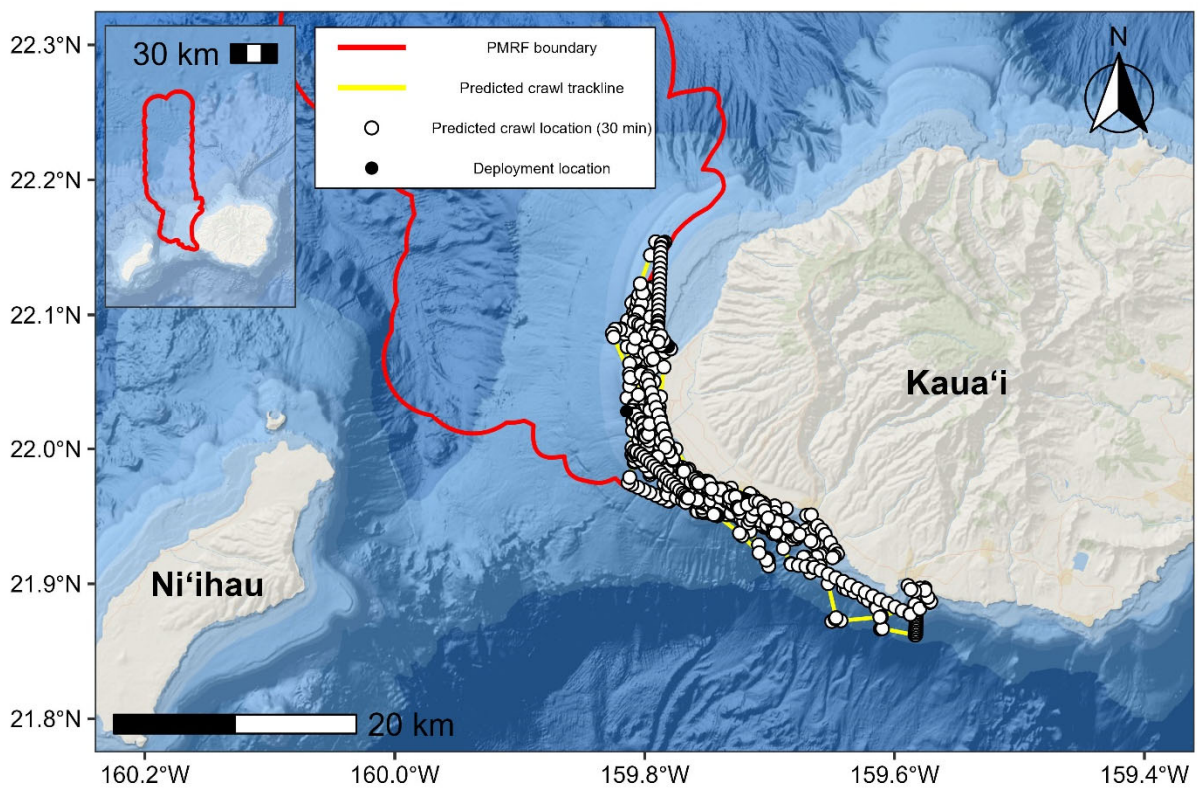 22.3°N
22.2°N
22.1°N
22.0°N
21.9°N
21.8°N
30 km
PMRF boundary
Predicted crawl trackline
Predicted crawl location (30 min)
Deployment location
N
Kauaʻi
Niʻihau
20 km
160.2°W
160.0°W
159.8°W
159.6°W
159.4°W